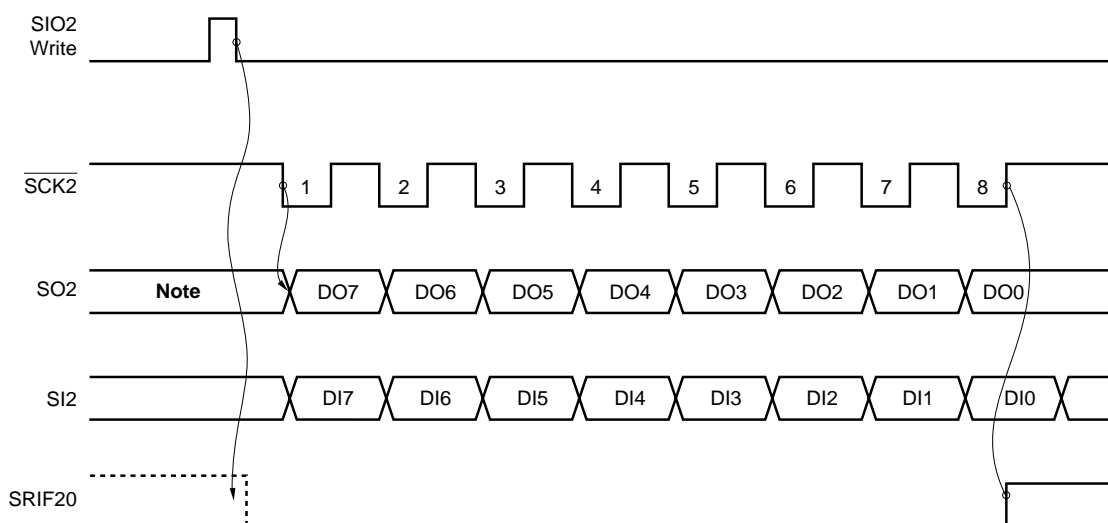 SIO2
Write
SCK2
1 2 3 4 5 6 7 8
SO2 Note DO7 DO6 DO5 DO4 DO3 DO2 DO1 DO0
SI2 DI7 DI6 DI5 DI4 DI3 DI2 DI1 DI0
SRIF20